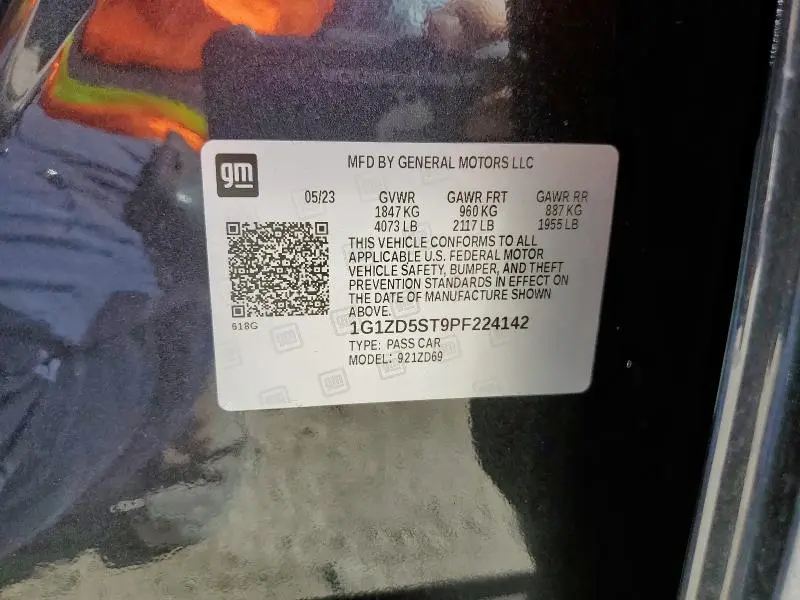 gm
MFD BY GENERAL MOTORS LLC
05/23 GVWR GAWR FRT GAWR RR
1847 KG 960 KG 887 KG
4073 LB 2117 LB 1955 LB
THIS VEHICLE CONFORMS TO ALL
APPLICABLE U.S. FEDERAL MOTOR
VEHICLE SAFETY, BUMPER, AND THEFT
PREVENTION STANDARDS IN EFFECT ON
THE DATE OF MANUFACTURE SHOWN
ABOVE.
618G
1G1ZD5ST9PF224142
TYPE: PASS CAR
MODEL: 921ZD69